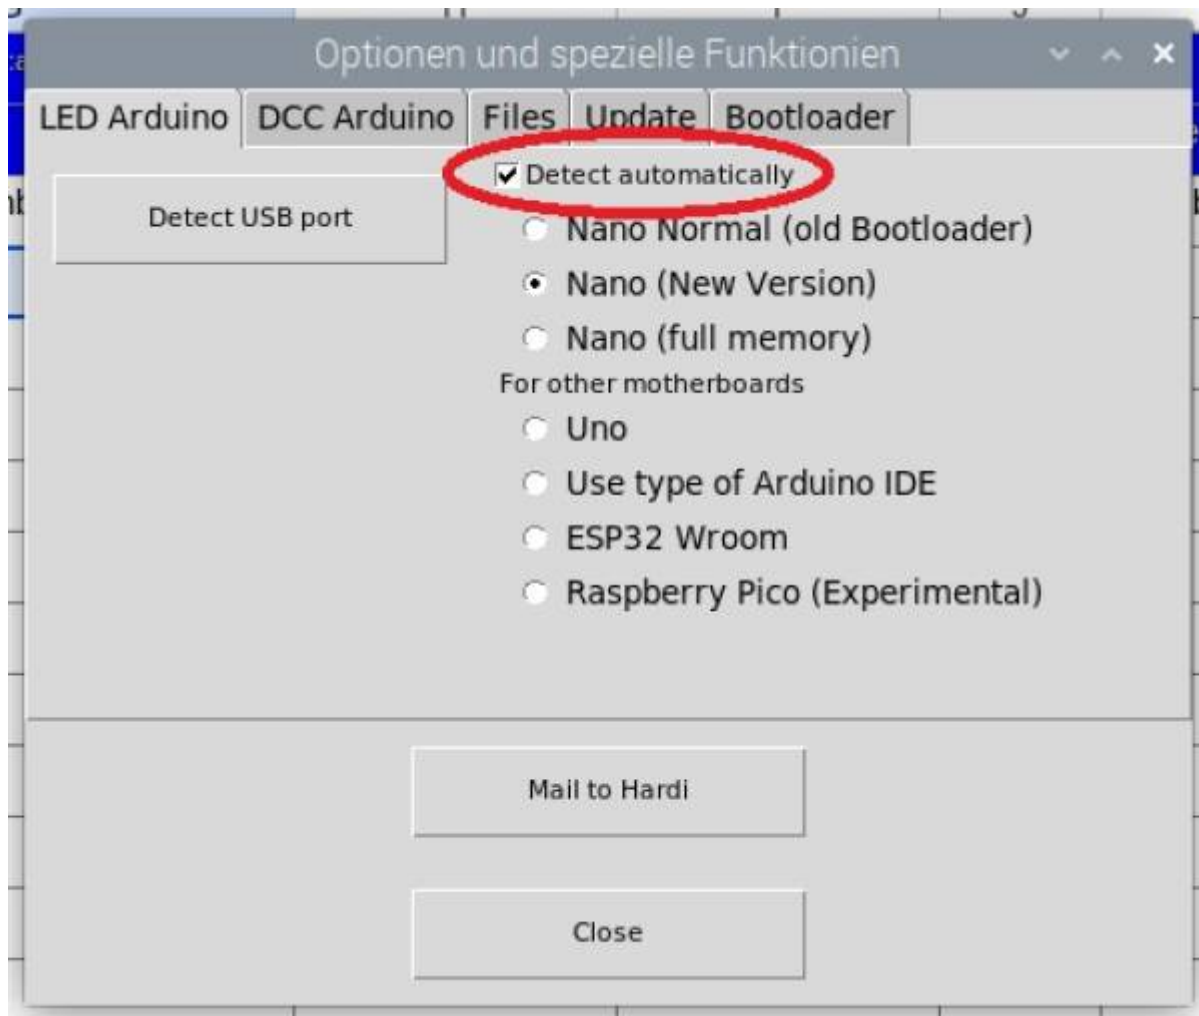 Optionen und spezielle Funktionien
LED Arduino DCC Arduino Files Update Bootloader
Detect automatically
Detect USB port
Nano Normal (old Bootloader)
Nano (New Version)
Nano (full memory)
For other motherboards
Uno
Use type of Arduino IDE
ESP32 Wroom
Raspberry Pico (Experimental)
Mail to Hardi
Close